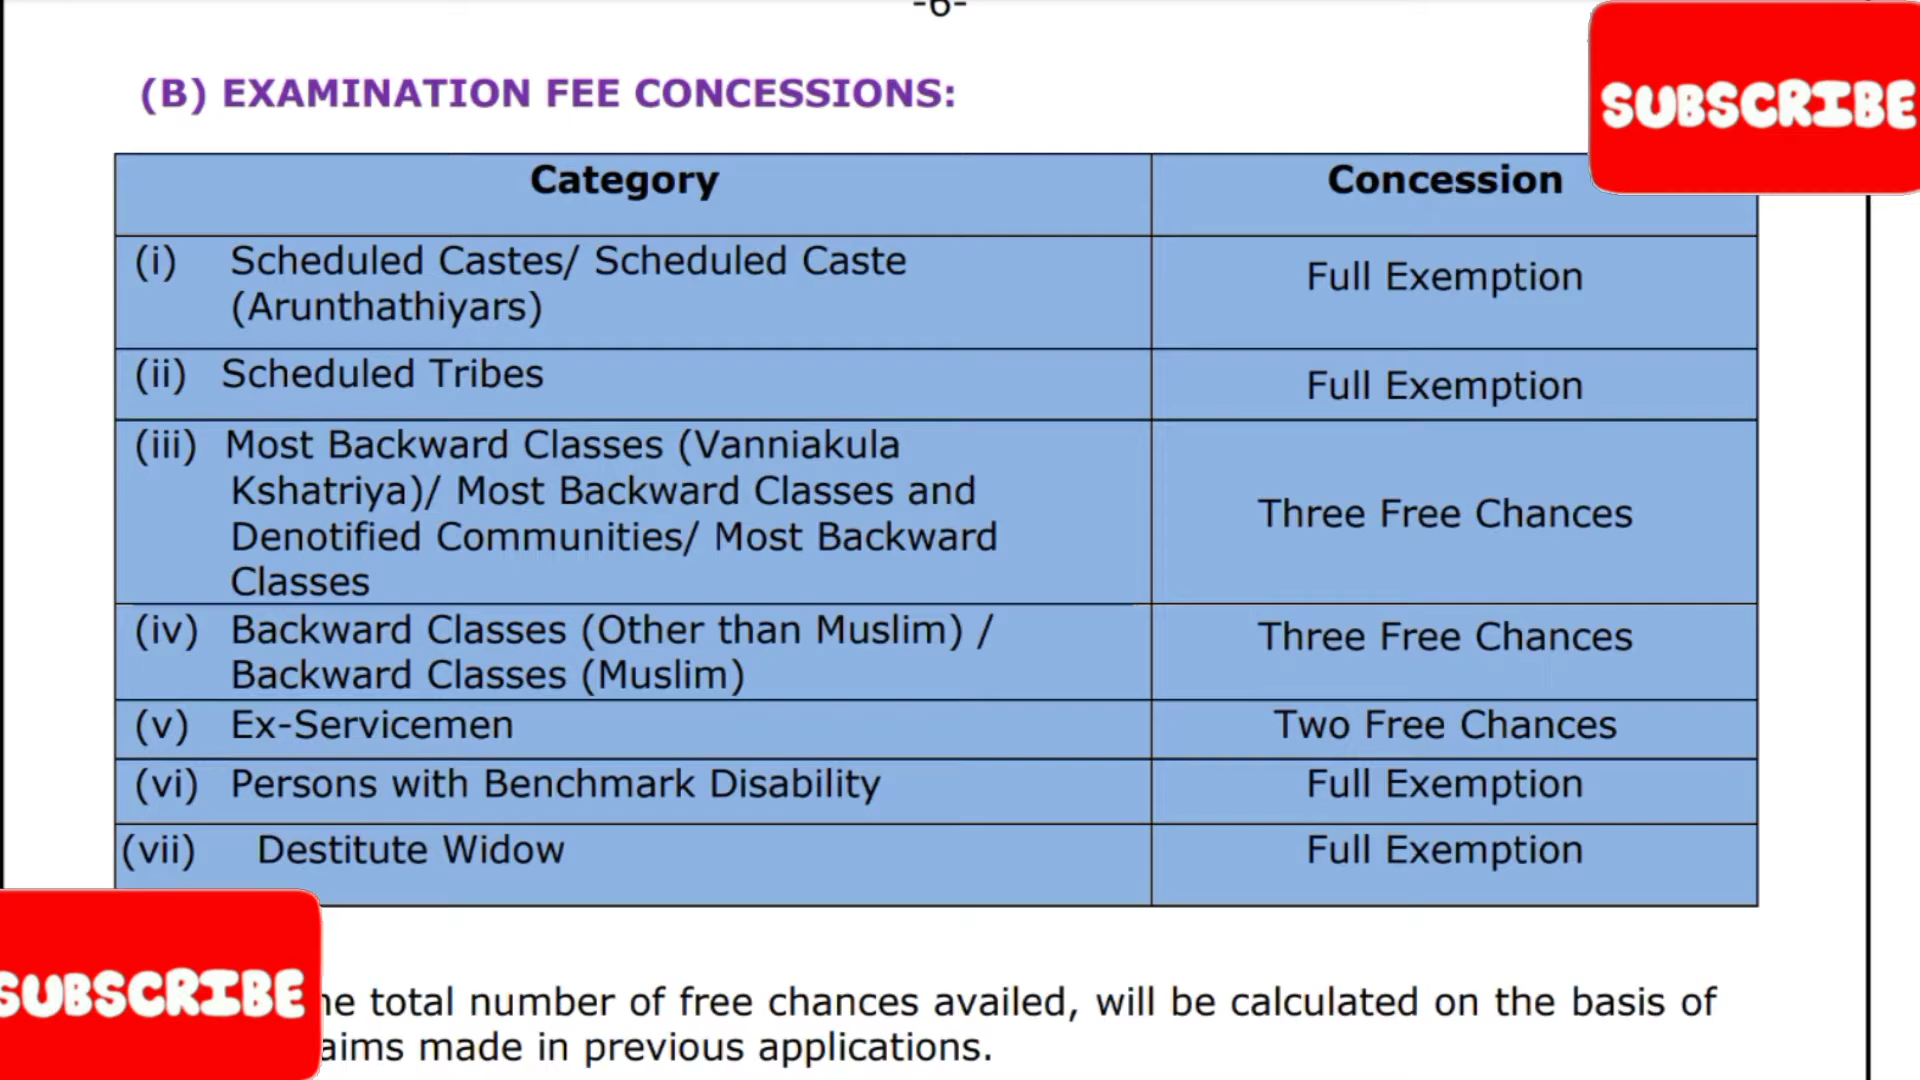 -6-
SUBSCRIBE
(B) EXAMINATION FEE CONCESSIONS:
Category Concession
(i) Scheduled Castes/ Scheduled Caste
(Arunthathiyars)
Full Exemption
(ii) Scheduled Tribes
Full Exemption
(iii) Most Backward Classes (Vanniakula
Kshatriya)/ Most Backward Classes and
Denotified Communities/ Most Backward
Classes
Three Free Chances
(iv) Backward Classes (Other than Muslim) /
Backward Classes (Muslim)
Three Free Chances
(v) Ex-Servicemen Two Free Chances
(vi) Persons with Benchmark Disability Full Exemption
(vii) Destitute Widow Full Exemption
SUBSCRIBE
total number of free chances availed, will be calculated on the basis of
made in previous applications.